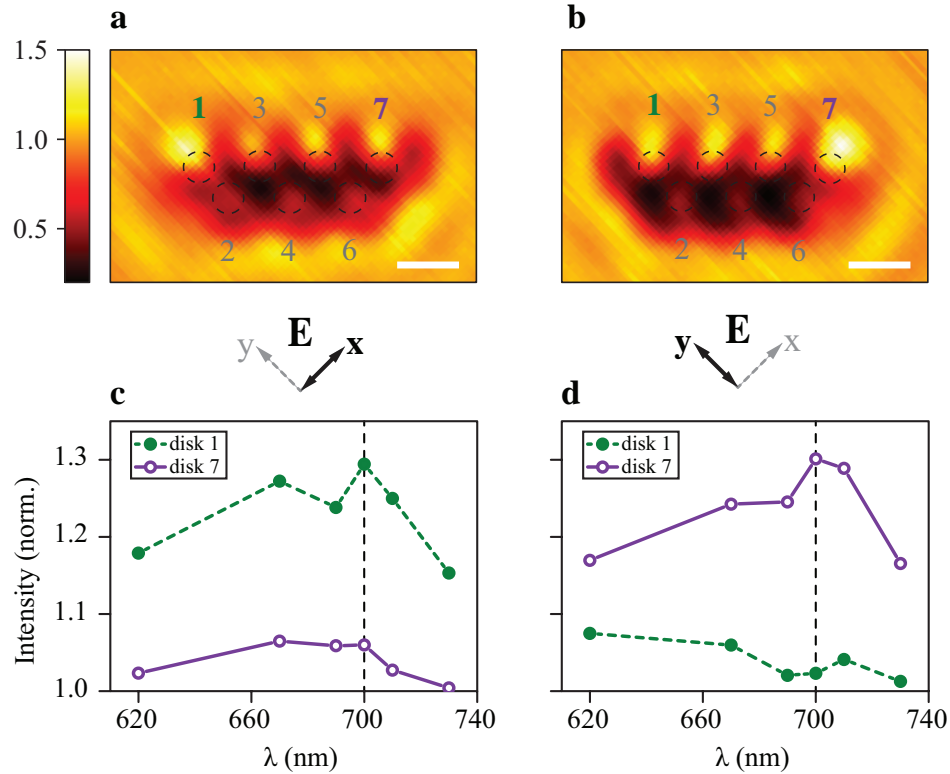 a
1.5
1.0
0.5
1 3 5 7
2 4 6
b
1 3 5 7
2 4 6
y E x
y E x
c
Intensity (norm.)
1.3
1.2
1.1
1.0
disk 1
disk 7
620 660 700 740
λ (nm)
d
disk 1
disk 7
620 660 700 740
λ (nm)